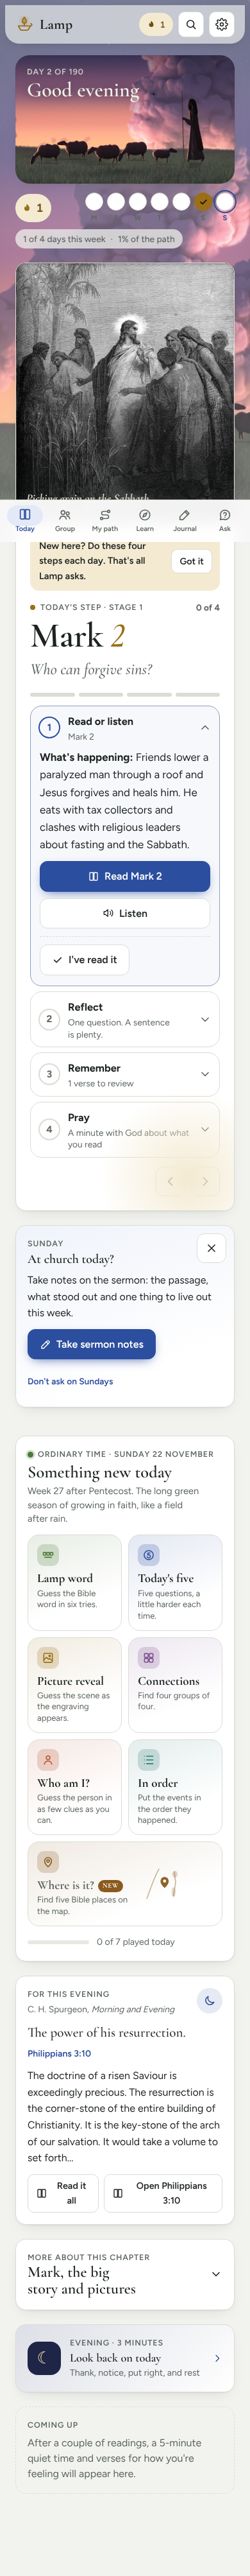 Lamp
1
DAY 2 OF 190
Good evening
1
S
1 of 4 days this week · 1% of the path
Picking grain on the Sabbath
Today
Group
My path
Learn
Journal
Ask
New here? Do these four
steps each day. That's all
Lamp asks.
Got it
TODAY'S STEP · STAGE 1
0 of 4
Mark 2
Who can forgive sins?
1
Read or listen
Mark 2
What's happening: Friends lower a
paralyzed man through a roof and
Jesus forgives and heals him. He
eats with tax collectors and
clashes with religious leaders
about fasting and the Sabbath.
Read Mark 2
Listen
I've read it
2
Reflect
One question. A sentence
is plenty.
3
Remember
1 verse to review
4
Pray
A minute with God about what
you read
SUNDAY
At church today?
Take notes on the sermon: the passage,
what stood out and one thing to live out
this week.
Take sermon notes
Don't ask on Sundays
ORDINARY TIME · SUNDAY 22 NOVEMBER
Something new today
Week 27 after Pentecost. The long green
season of growing in faith, like a field
after rain.
Lamp word
Guess the Bible
word in six tries.
5
Today's five
Five questions, a
little harder each
time.
Picture reveal
Guess the scene as
the engraving
appears.
Connections
Find four groups of
four.
Who am I?
Guess the person in
as few clues as you
can.
In order
Put the events in
the order they
happened.
Where is it? NEW
Find five Bible places on
the map.
0 of 7 played today
FOR THIS EVENING
C. H. Spurgeon, Morning and Evening
The power of his resurrection.
Philippians 3:10
The doctrine of a risen Saviour is
exceedingly precious. The resurrection is
the corner-stone of the entire building of
Christianity. It is the key-stone of the arch
of our salvation. It would take a volume to
set forth...
Read it
all
Open Philippians
3:10
MORE ABOUT THIS CHAPTER
Mark, the big
story and pictures
EVENING · 3 MINUTES
Look back on today
Thank, notice, put right, and rest
COMING UP
After a couple of readings, a 5-minute
quiet time and verses for how you're
feeling will appear here.